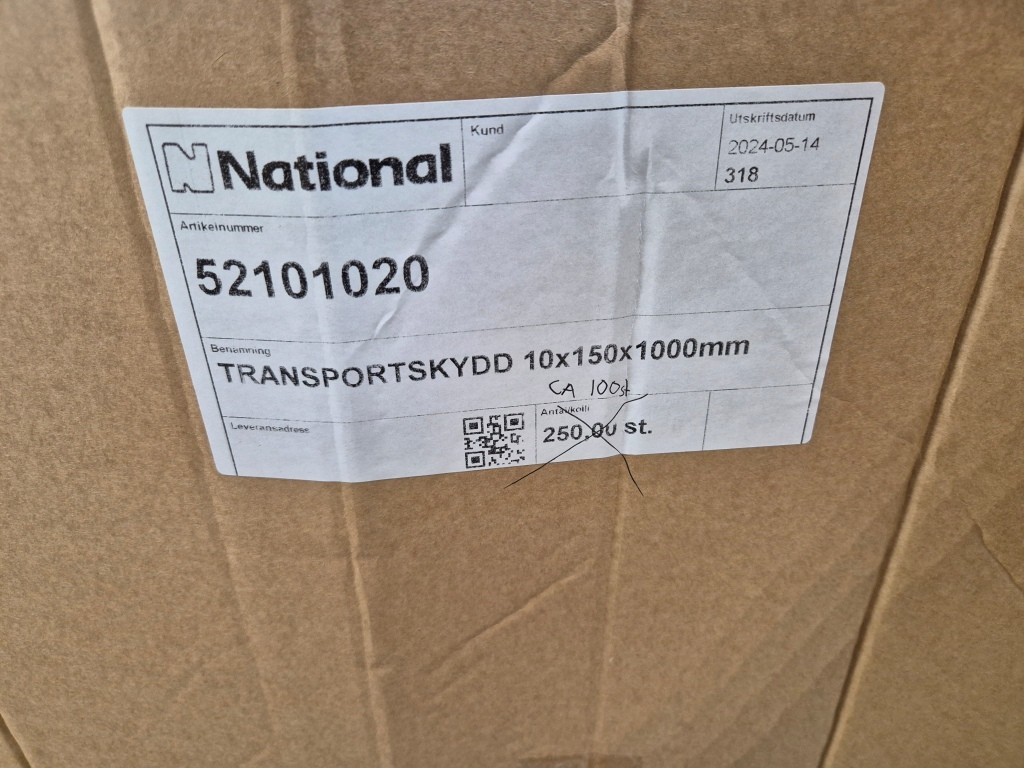 National
Kund
Utskriftsdatum
2024-05-14
318
Artikelnummer
52101020
Benämning
TRANSPORTSKYDD 10x150x1000mm
CA 100st
Leveransadress
Antal/kolli
250,00 st.